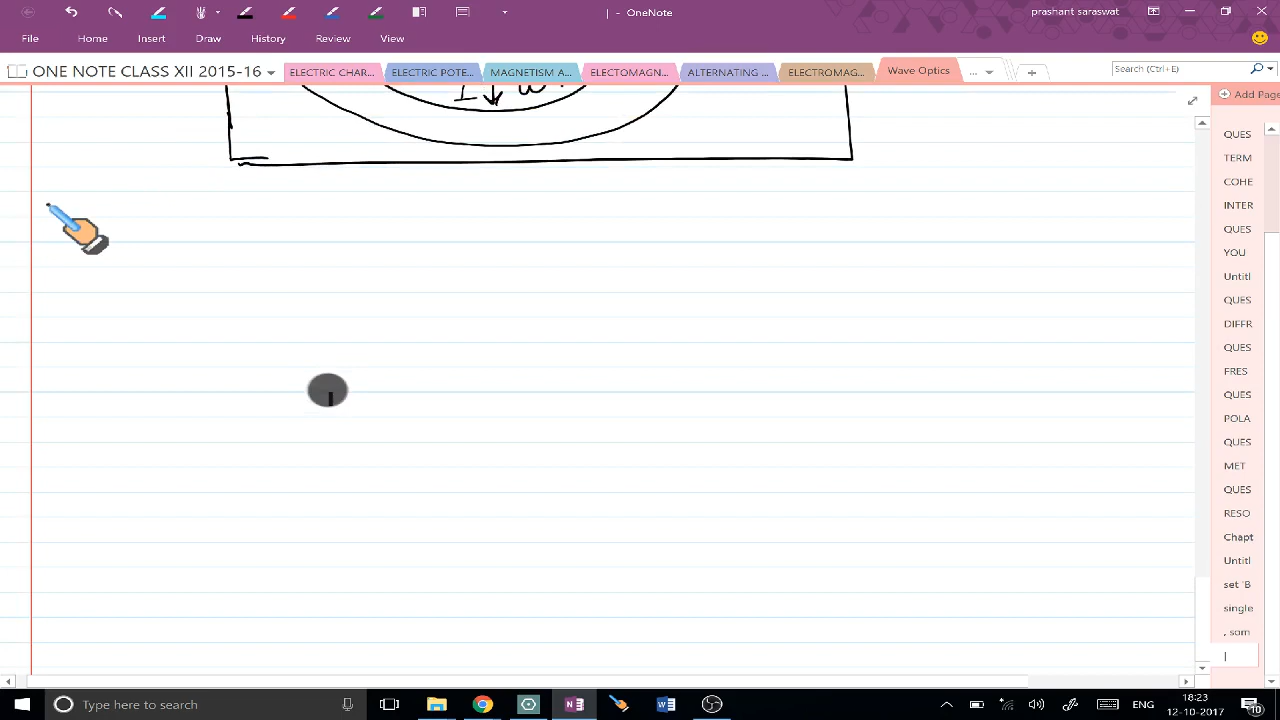 | - OneNote
prashant saraswat
File Home Insert Draw History Review View
ONE NOTE CLASS XII 2015-16
ELECTRIC CHAR...
ELECTRIC POTE...
MAGNETISM A...
ELECTOMAGN...
ALTERNATING ...
ELECTROMAG...
Wave Optics
...
Search (Ctrl+E)
I ↓ W
Add Page
QUES
TERM
COHE
INTER
QUES
YOU
Untitl
QUES
DIFFR
QUES
FRES
QUES
POLA
QUES
MET
QUES
RESO
Chapt
Untitl
set 'B
single
, som
Type here to search
ENG
18:23
12-10-2017
10